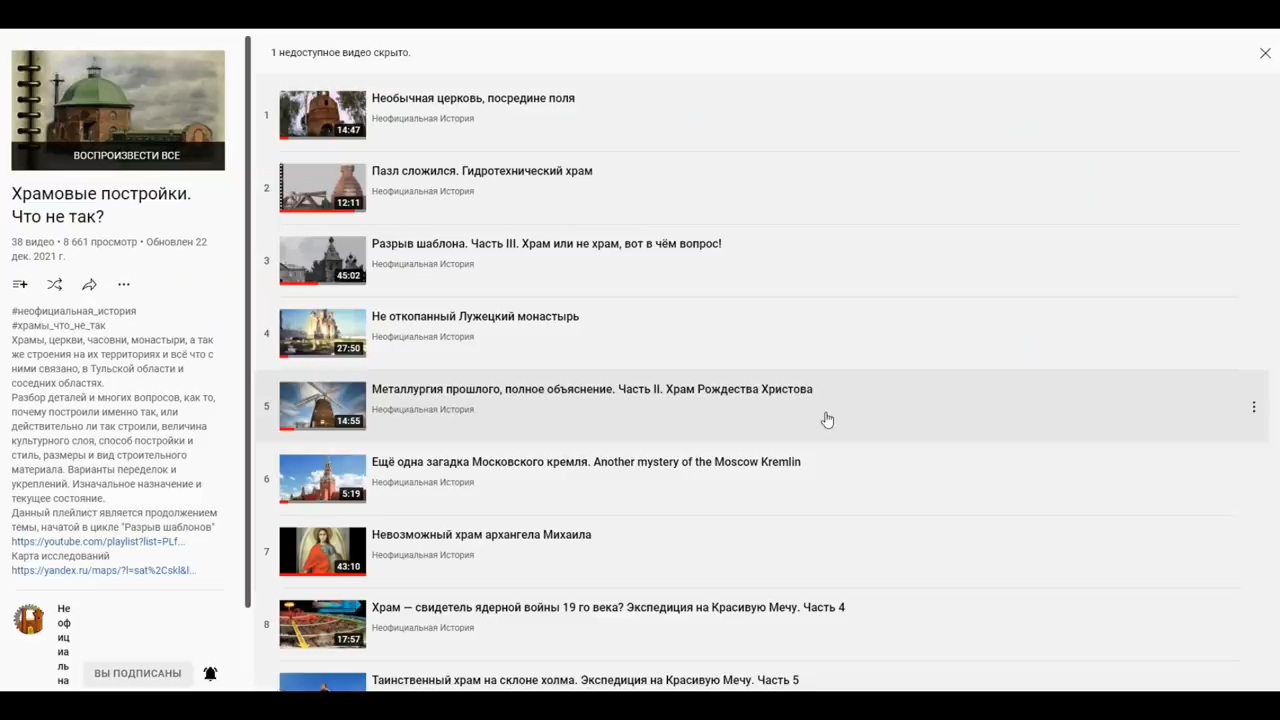 ВОСПРОИЗВЕСТИ ВСЕ
Храмовые постройки.
Что не так?
38 видео • 8 661 просмотр • Обновлен 22
дек. 2021 г.
#неофициальная_история
#храмы_что_не_так
Храмы, церкви, часовни, монастыри, а так
же строения на их территориях и всё что с
ними связано, в Тульской области и
соседних областях.
Разбор деталей и многих вопросов, как то,
почему построили именно так, или
действительно ли так строили, величина
культурного слоя, способ постройки и
стиль, размеры и вид строительного
материала. Варианты переделок и
укреплений. Изначальное назначение и
текущее состояние.
Данный плейлист является продолжением
темы, начатой в цикле "Разрыв шаблонов"
https://youtube.com/playlist?list=PLf...
Карта исследований
https://yandex.ru/maps/?l=sat%2Cskl&l...
Не
оф
иц
иа
ль
на
ВЫ ПОДПИСАНЫ
1 недоступное видео скрыто.
1
14:47
Необычная церковь, посредине поля
Неофициальная История
2
12:11
Пазл сложился. Гидротехнический храм
Неофициальная История
3
45:02
Разрыв шаблона. Часть III. Храм или не храм, вот в чём вопрос!
Неофициальная История
4
27:50
Не откопанный Лужецкий монастырь
Неофициальная История
5
14:55
Металлургия прошлого, полное объяснение. Часть II. Храм Рождества Христова
Неофициальная История
6
5:19
Ещё одна загадка Московского кремля. Another mystery of the Moscow Kremlin
Неофициальная История
7
43:10
Невозможный храм архангела Михаила
Неофициальная История
8
17:57
Храм — свидетель ядерной войны 19 го века? Экспедиция на Красивую Мечу. Часть 4
Неофициальная История
Таинственный храм на склоне холма. Экспедиция на Красивую Мечу. Часть 5